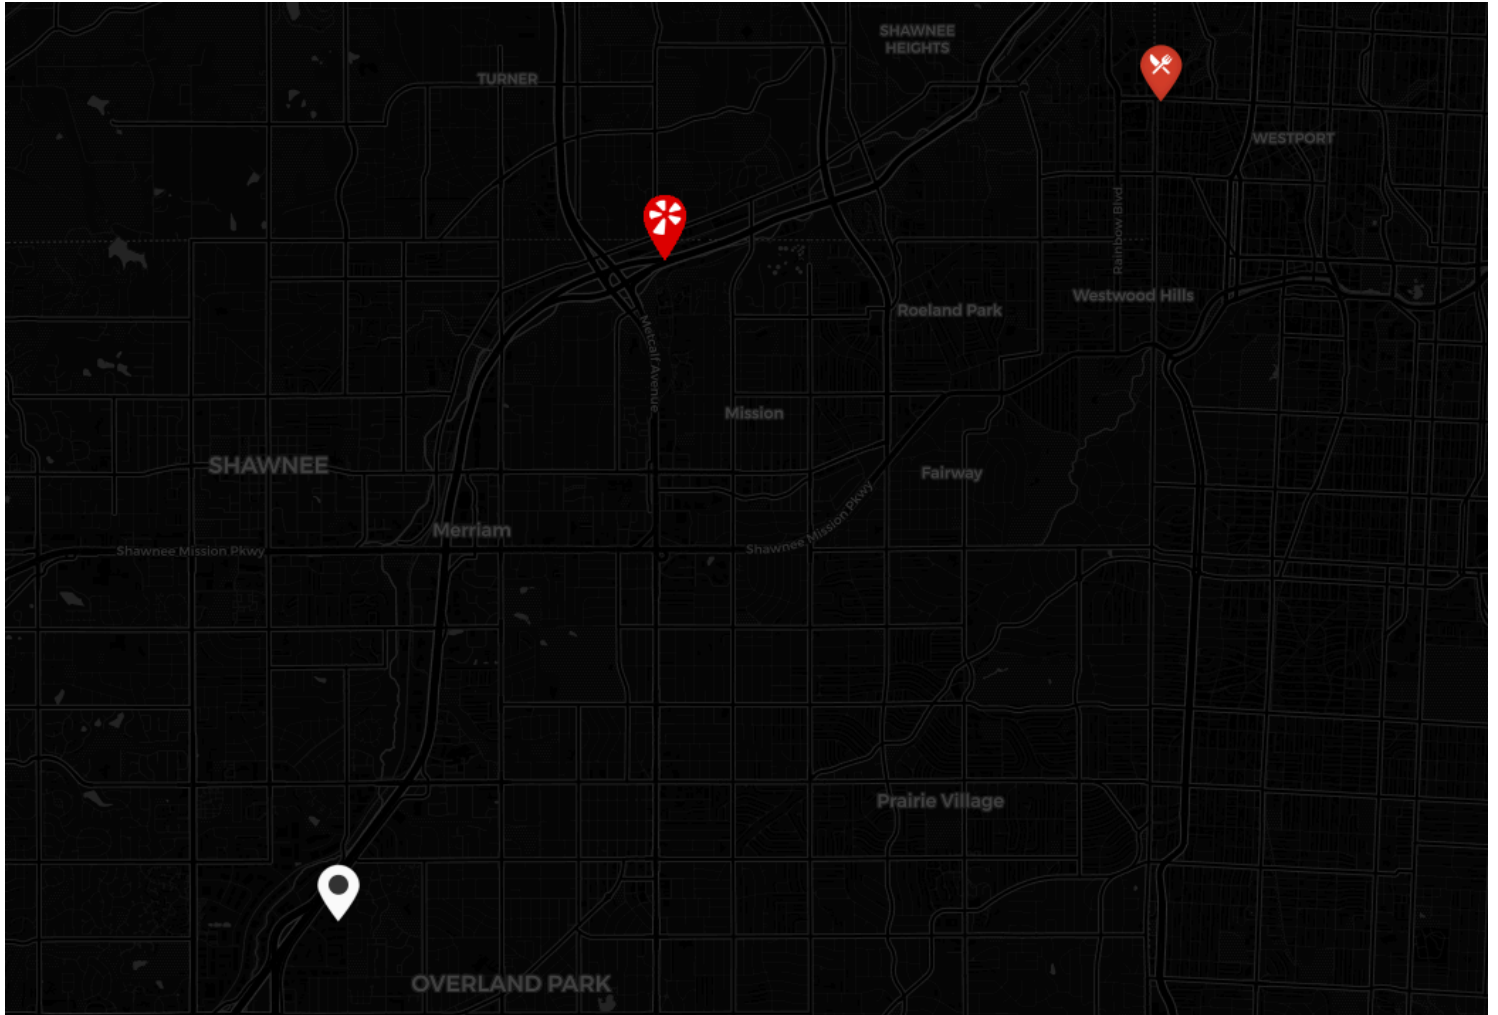 SHAWNEE
HEIGHTS
TURNER
WESTPORT
Rainbow Blvd
Westwood Hills
Roeland Park
Metcalf Avenue
Mission
SHAWNEE
Fairway
Merriam
Shawnee Mission Pkwy
Shawnee Mission Pkwy
Prairie Village
OVERLAND PARK